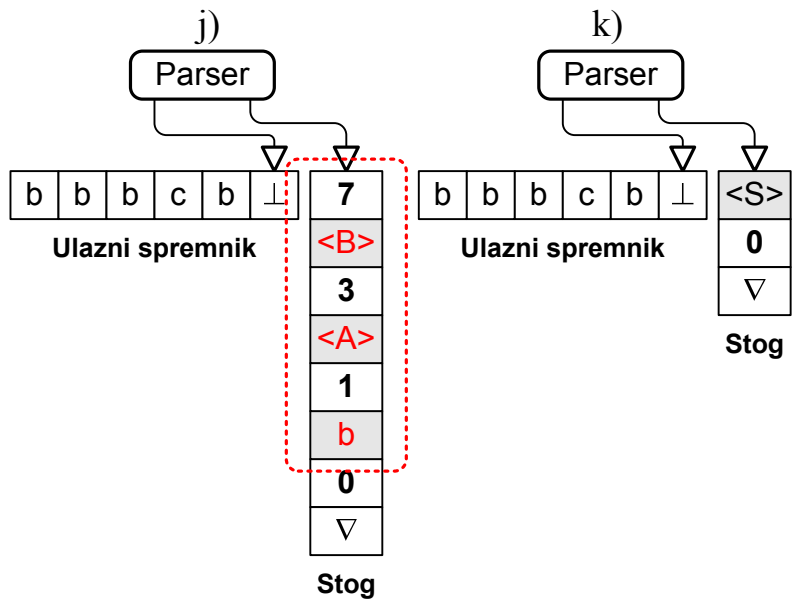 j)
Parser
b b b c b ⊥
Ulazni spremnik
7
<B>
3
<A>
1
b
0
∇
Stog
k)
Parser
b b b c b ⊥
Ulazni spremnik
<S>
0
∇
Stog